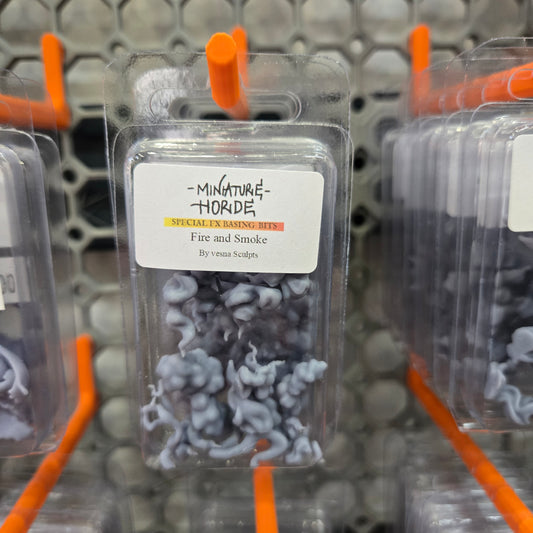 -MINIATURE-
HORDE
SPECIAL FX BASING BITS
Fire and Smoke
By vesna Sculpts